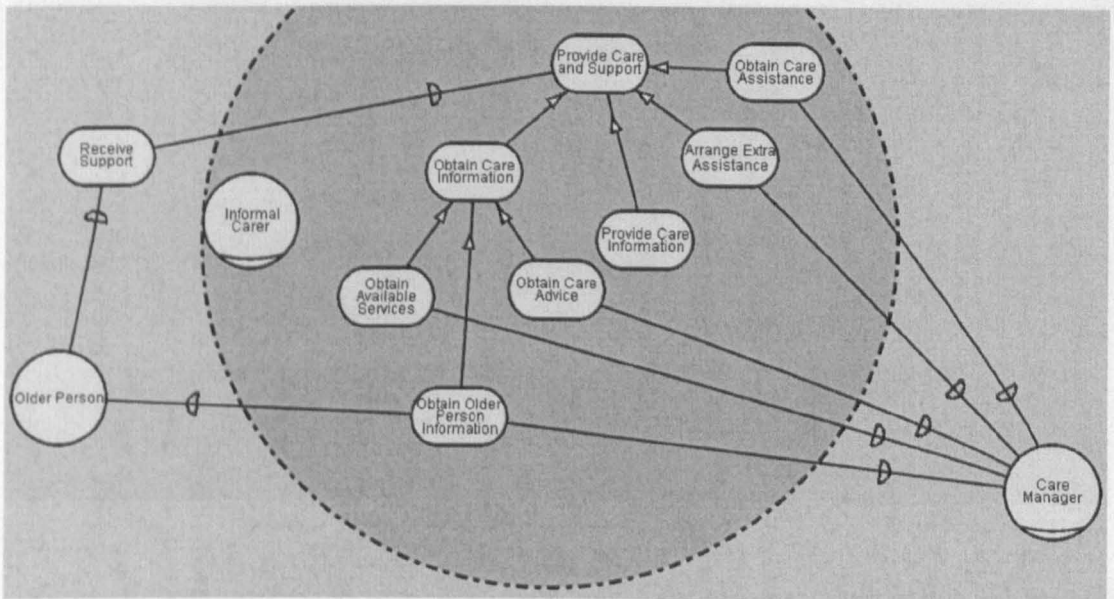 Provide Care
and Support
Obtain Care
Assistance
Receive
Support
Obtain Care
Information
Arrange Extra
Assistance
Informal
Carer
Provide Care
Information
Obtain
Available
Services
Obtain Care
Advice
Older Person
Obtain Older
Person
Information
Care
Manager